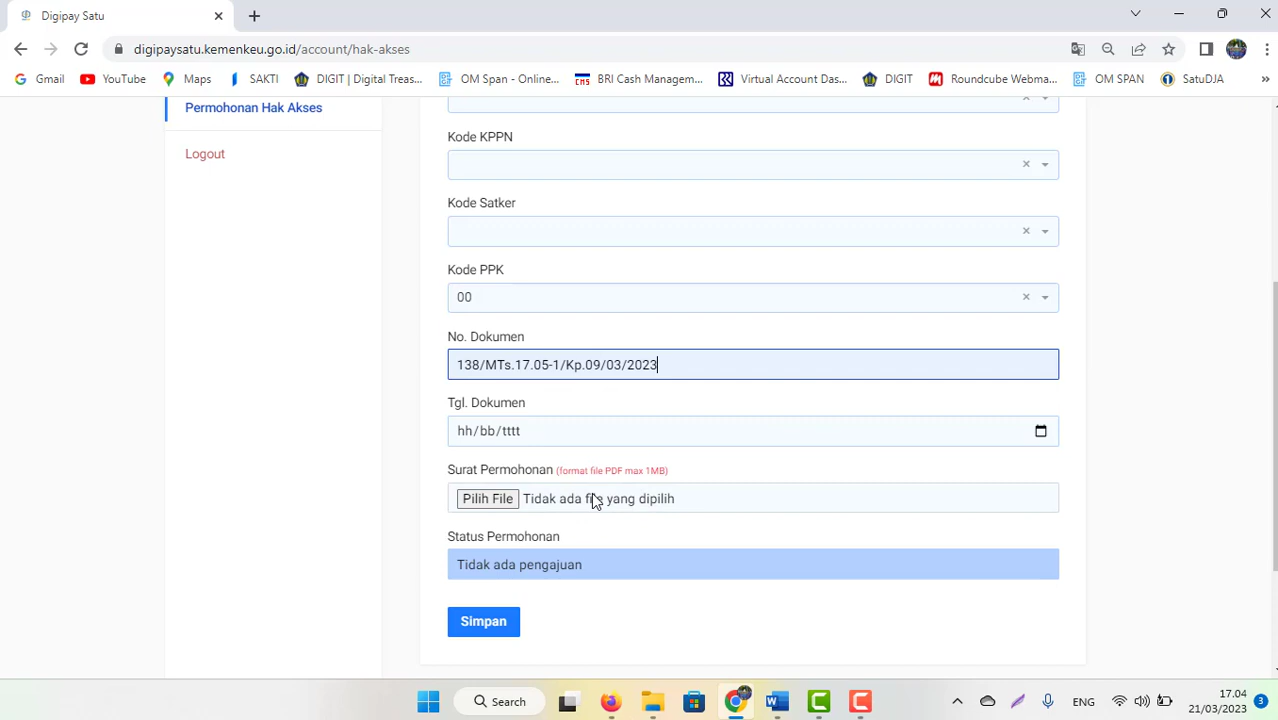 Digipay Satu
digipaysatu.kemenkeu.go.id/account/hak-akses
Gmail YouTube Maps SAKTI DIGIT | Digital Treas... OM Span - Online... BRI Cash Managem... Virtual Account Das... DIGIT Roundcube Webma... OM SPAN SatuDJA »
Permohonan Hak Akses
Logout
Kode KPPN
Kode Satker
Kode PPK
00
No. Dokumen
138/MTs.17.05-1/Kp.09/03/2023
Tgl. Dokumen
hh/bb/tttt
Surat Permohonan (format file PDF max 1MB)
Pilih File Tidak ada file yang dipilih
Status Permohonan
Tidak ada pengajuan
Simpan
Search
ENG
17.04
21/03/2023
3